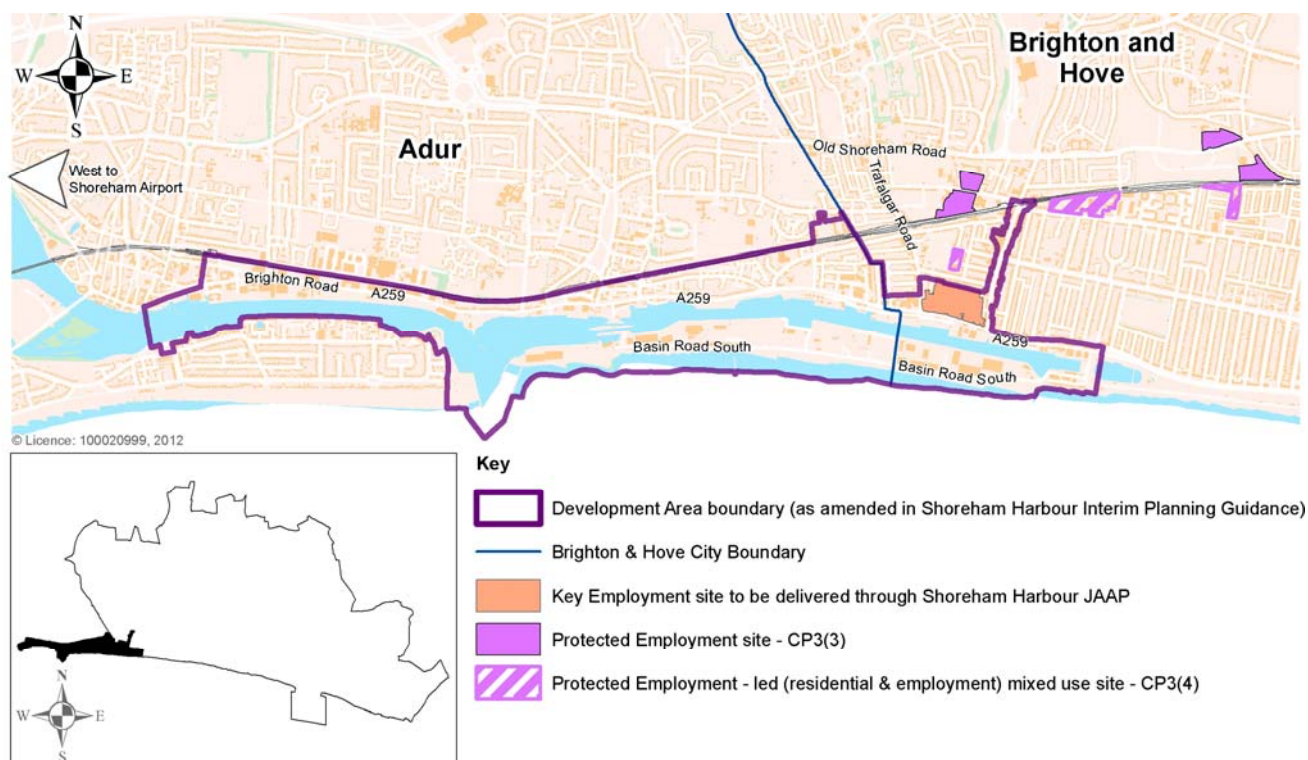 N
W
E
S
Brighton and
Hove
Adur
Old Shoreham Road
Trafalgar Road
West to
Shoreham Airport
Brighton Road
A259
A259
A259
Basin Road South
Basin Road South
© Licence: 100020999, 2012
Key
Development Area boundary (as amended in Shoreham Harbour Interim Planning Guidance)
Brighton & Hove City Boundary
Key Employment site to be delivered through Shoreham Harbour JAAP
Protected Employment site - CP3(3)
Protected Employment - led (residential & employment) mixed use site - CP3(4)
N
W
E
S